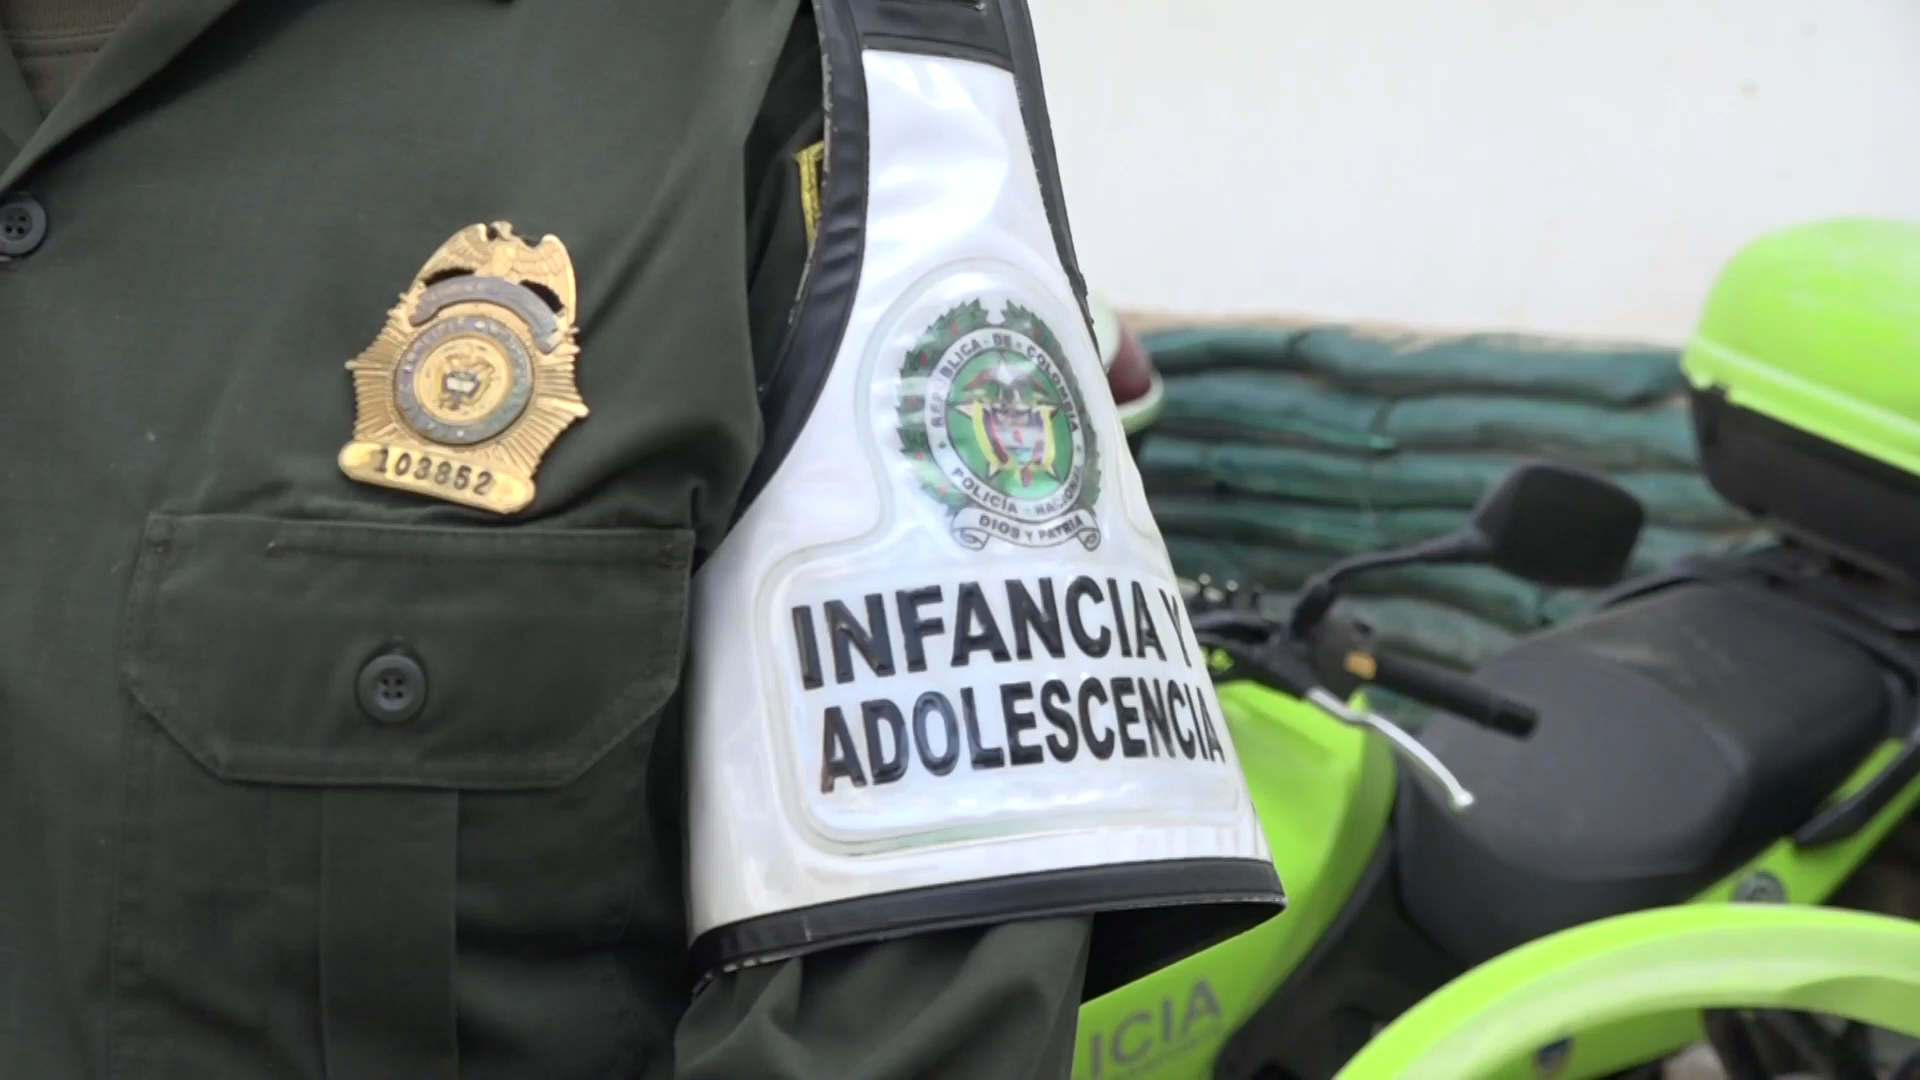 103852
REPÚBLICA DE COLOMBIA
POLICÍA NACIONAL
DIOS Y PATRIA
INFANCIA Y
ADOLESCENCIA
ICIA